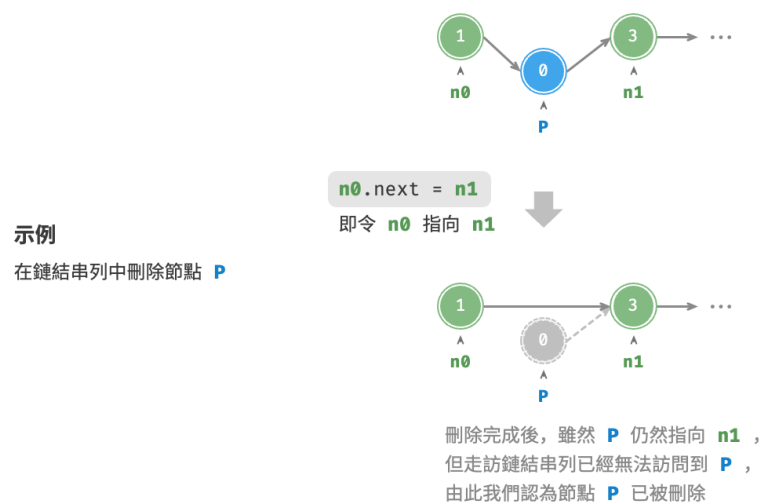 1
3
...
0
n0
n1
P
n0.next = n1
即令 n0 指向 n1
示例
在鏈結串列中刪除節點 P
1
3
...
0
n0
n1
P
刪除完成後，雖然 P 仍然指向 n1，
但走訪鏈結串列已經無法訪問到 P，
由此我們認為節點 P 已被刪除